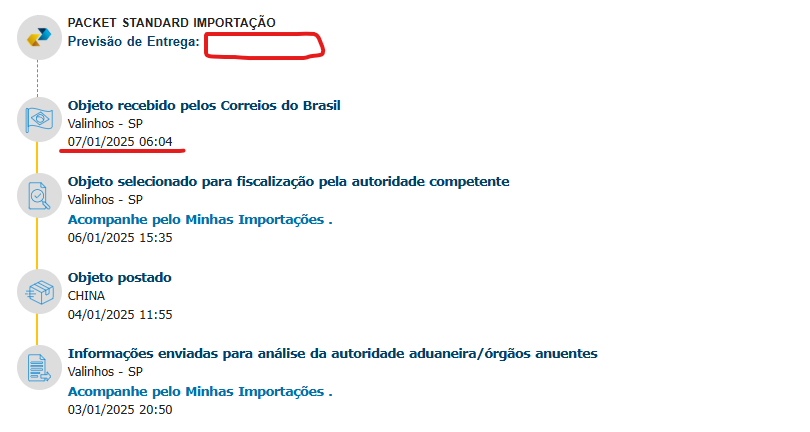 PACKET STANDARD IMPORTAÇÃO
Previsão de Entrega:
Objeto recebido pelos Correios do Brasil
Valinhos - SP
07/01/2025 06:04
Objeto selecionado para fiscalização pela autoridade competente
Valinhos - SP
Acompanhe pelo Minhas Importações .
06/01/2025 15:35
Objeto postado
CHINA
04/01/2025 11:55
Informações enviadas para análise da autoridade aduaneira/órgãos anuentes
Valinhos - SP
Acompanhe pelo Minhas Importações .
03/01/2025 20:50